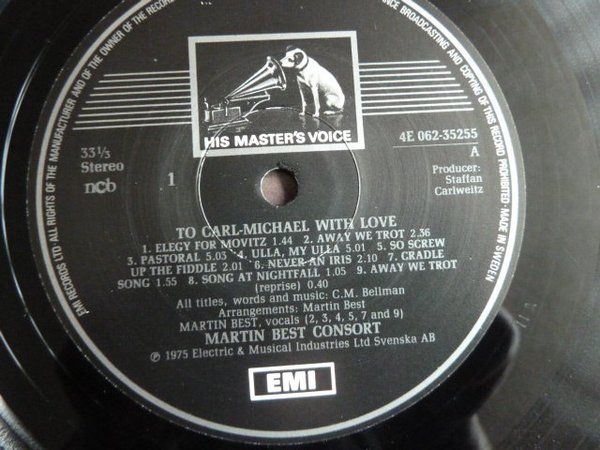 EMI RECORDS LTD ALL RIGHTS OF THE MANUFACTURER AND OF THE OWNER OF THE RECOR
NCE BROADCASTING AND COPYING OF THIS RECORD PROHIBITED · MADE IN SWEDEN
HIS MASTER'S VOICE
33⅓
Stereo
ncb
1
4E 062-35255
A
Producer:
Staffan
Carlweitz
TO CARL-MICHAEL WITH LOVE
1. ELEGY FOR MOVITZ 1.44 2. AWAY WE TROT 2.36
3. PASTORAL 5.03 4. ULLA, MY ULLA 5.01 5. SO SCREW
UP THE FIDDLE 2.01 6. NEVER AN IRIS 2.10 7. CRADLE
SONG 1.55 8. SONG AT NIGHTFALL 1.05 9. AWAY WE TROT
(reprise) 0.40
All titles, words and music: C.M. Bellman
Arrangements: Martin Best
MARTIN BEST, vocals (2, 3, 4, 5, 7 and 9)
MARTIN BEST CONSORT
℗ 1975 Electric & Musical Industries Ltd Svenska AB
EMI